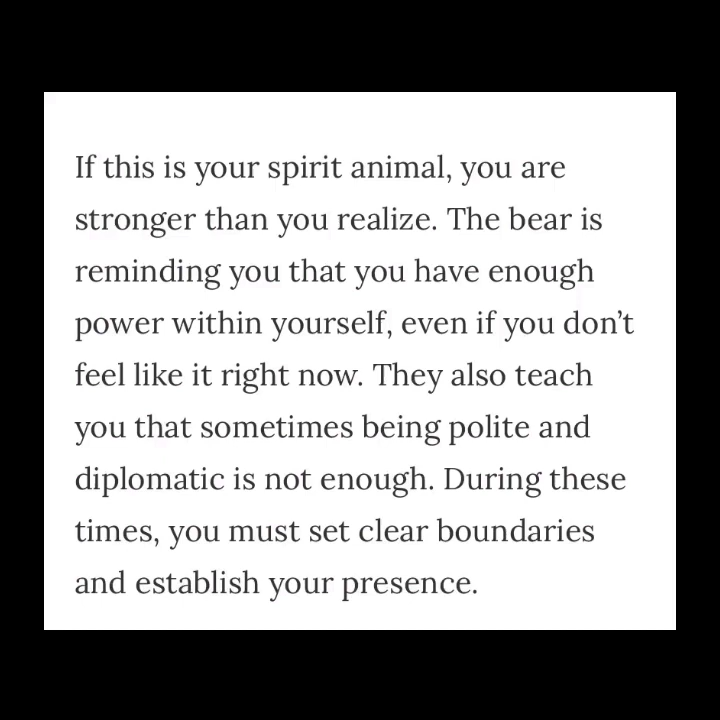 If this is your spirit animal, you are
stronger than you realize. The bear is
reminding you that you have enough
power within yourself, even if you don’t
feel like it right now. They also teach
you that sometimes being polite and
diplomatic is not enough. During these
times, you must set clear boundaries
and establish your presence.